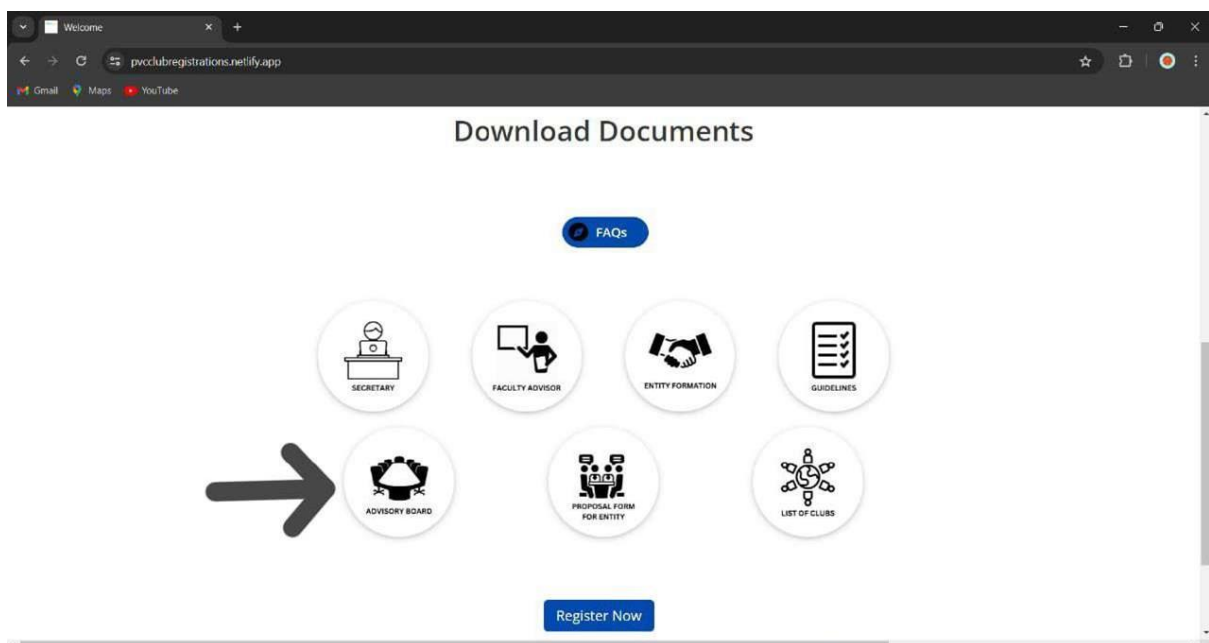 Welcome
pvcclubregistrations.netlify.app
Gmail Maps YouTube
Download Documents
FAQs
SECRETARY
FACULTY ADVISOR
ENTITY FORMATION
GUIDELINES
ADVISORY BOARD
PROPOSAL FORM
FOR ENTITY
LIST OF CLUBS
Register Now